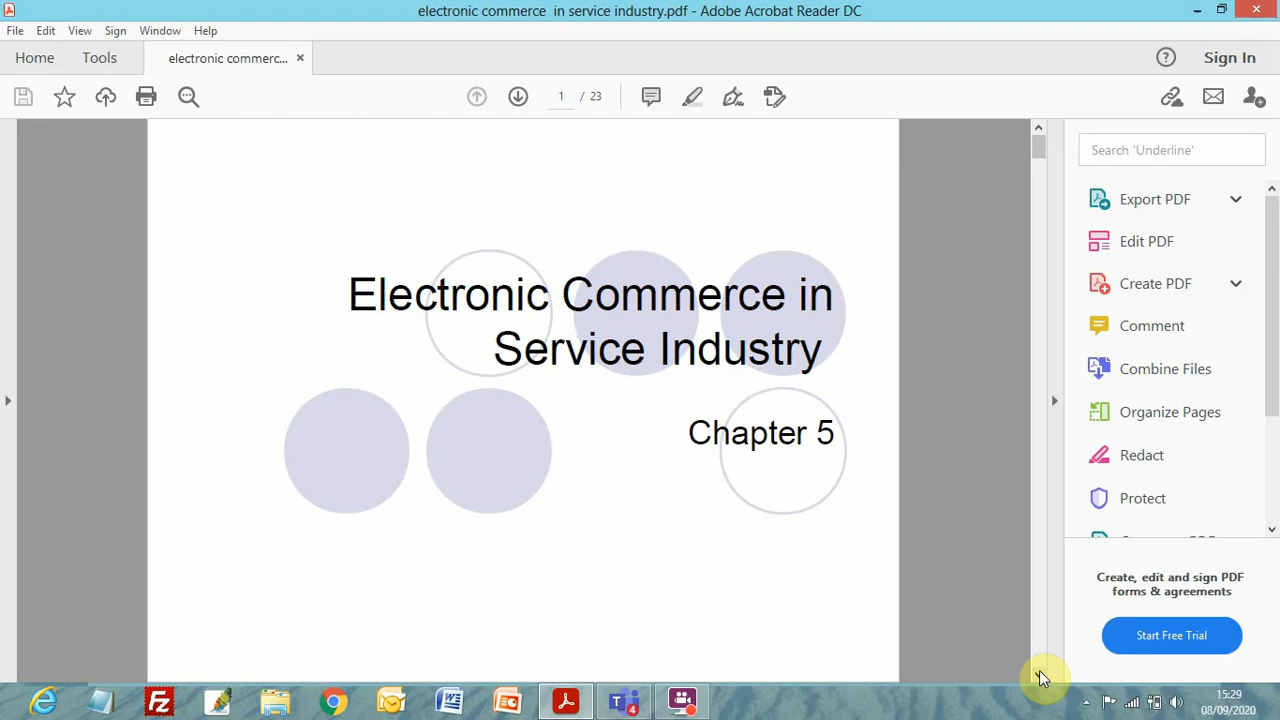 electronic commerce  in service industry.pdf - Adobe Acrobat Reader DC
File Edit View Sign Window Help
Home Tools electronic commerc... Sign In
1 / 23
Search 'Underline'
Export PDF
Edit PDF
Create PDF
Comment
Combine Files
Organize Pages
Redact
Protect
Electronic Commerce in
Service Industry
Chapter 5
Create, edit and sign PDF
forms & agreements
Start Free Trial
4
15:29
08/09/2020